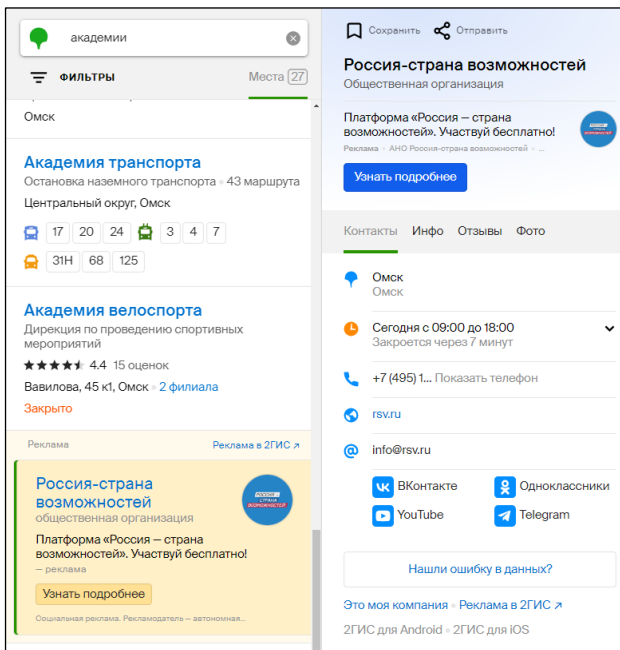 академии
ФИЛЬТРЫ
Места 27
Омск
Академия транспорта
Остановка наземного транспорта • 43 маршрута
Центральный округ, Омск
17 20 24 3 4 7
31Н 68 125
Академия велоспорта
Дирекция по проведению спортивных
мероприятий
4.4 15 оценок
Вавилова, 45 к1, Омск • 2 филиала
Закрыто
Реклама
Реклама в 2ГИС ↗
Россия-страна
возможностей
общественная организация
Платформа «Россия – страна
возможностей». Участвуй бесплатно!
– реклама
Узнать подробнее
Социальная реклама. Рекламодатель – автономная...
РОССИЯ –
СТРАНА
ВОЗМОЖНОСТЕЙ
Сохранить Отправить
Россия-страна возможностей
Общественная организация
Платформа «Россия – страна
возможностей». Участвуй бесплатно!
Реклама • АНО Россия-страна возможностей • ...
Узнать подробнее
Контакты Инфо Отзывы Фото
Омск
Омск
Сегодня с 09:00 до 18:00
Закроется через 7 минут
+7 (495) 1... Показать телефон
rsv.ru
info@rsv.ru
ВКонтакте Одноклассники
YouTube Telegram
Нашли ошибку в данных?
Это моя компания • Реклама в 2ГИС ↗
2ГИС для Android • 2ГИС для iOS